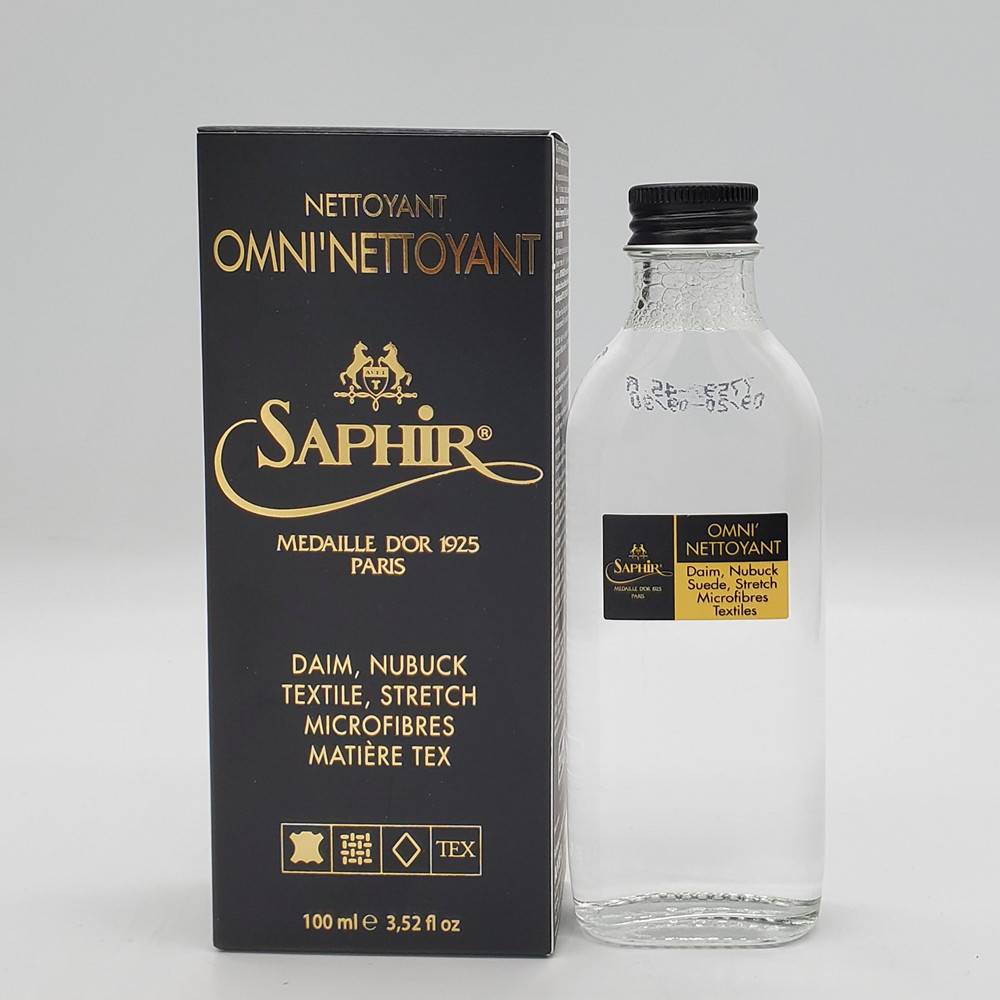 NETTOYANT
OMNI'NETTOYANT
AVEL
T
SAPHIR®
MEDAILLE D'OR 1925
PARIS
DAIM, NUBUCK
TEXTILE, STRETCH
MICROFIBRES
MATIÈRE TEX
TEX
100 ml ℮ 3,52 fl oz
SAPHIR
MEDAILLE D'OR 1925
PARIS
OMNI'
NETTOYANT
Daim, Nubuck
Suede, Stretch
Microfibres
Textiles